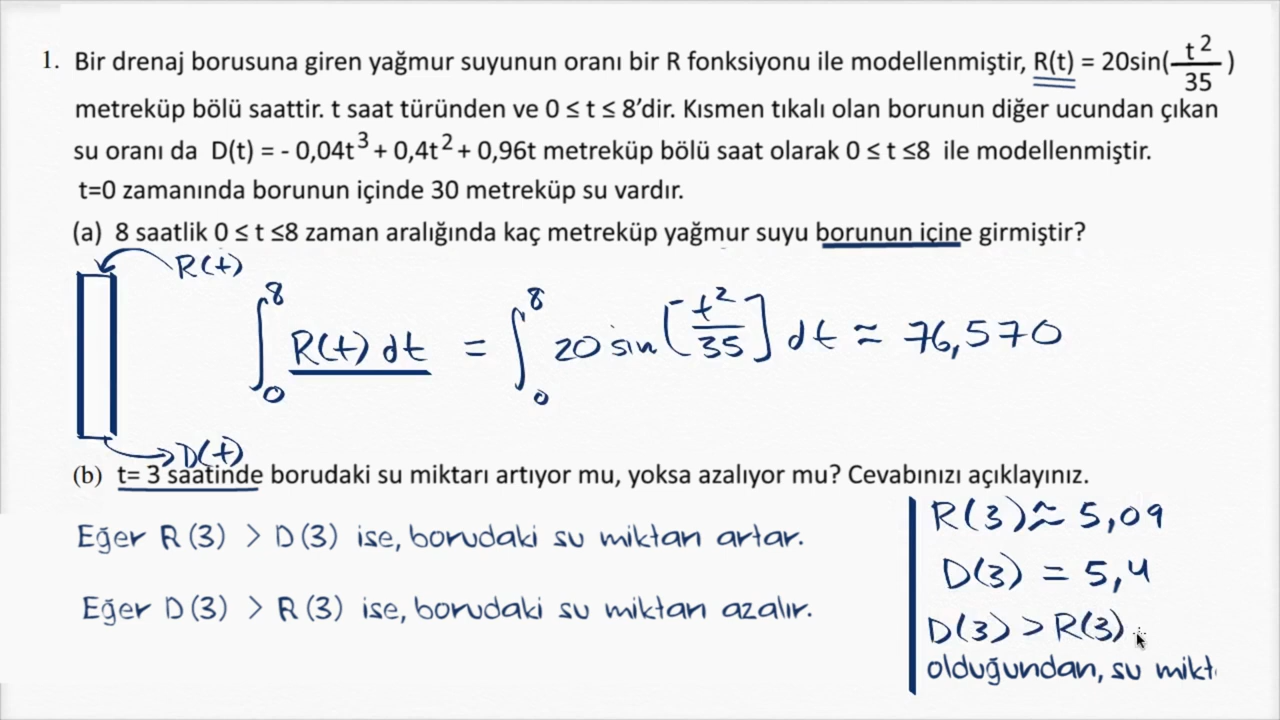 1. Bir drenaj borusuna giren yağmur suyunun oranı bir R fonksiyonu ile modellenmiştir, R(t) = 20sin(t²/35)
metreküp bölü saattir. t saat türünden ve 0 ≤ t ≤ 8'dir. Kısmen tıkalı olan borunun diğer ucundan çıkan
su oranı da D(t) = - 0,04t³ + 0,4t² + 0,96t metreküp bölü saat olarak 0 ≤ t ≤8 ile modellenmiştir.
t=0 zamanında borunun içinde 30 metreküp su vardır.
(a) 8 saatlik 0 ≤ t ≤8 zaman aralığında kaç metreküp yağmur suyu borunun içine girmiştir?
R(t)
∫₀⁸ R(t) dt = ∫₀⁸ 20 sin [t²/35] dt ≈ 76,570
D(t)
(b) t= 3 saatinde borudaki su miktarı artıyor mu, yoksa azalıyor mu? Cevabınızı açıklayınız.
Eğer R(3) > D(3) ise, borudaki su miktarı artar.
Eğer D(3) > R(3) ise, borudaki su miktarı azalır.
R(3) ≈ 5,09
D(3) = 5,4
D(3) > R(3)
olduğundan, su mikt